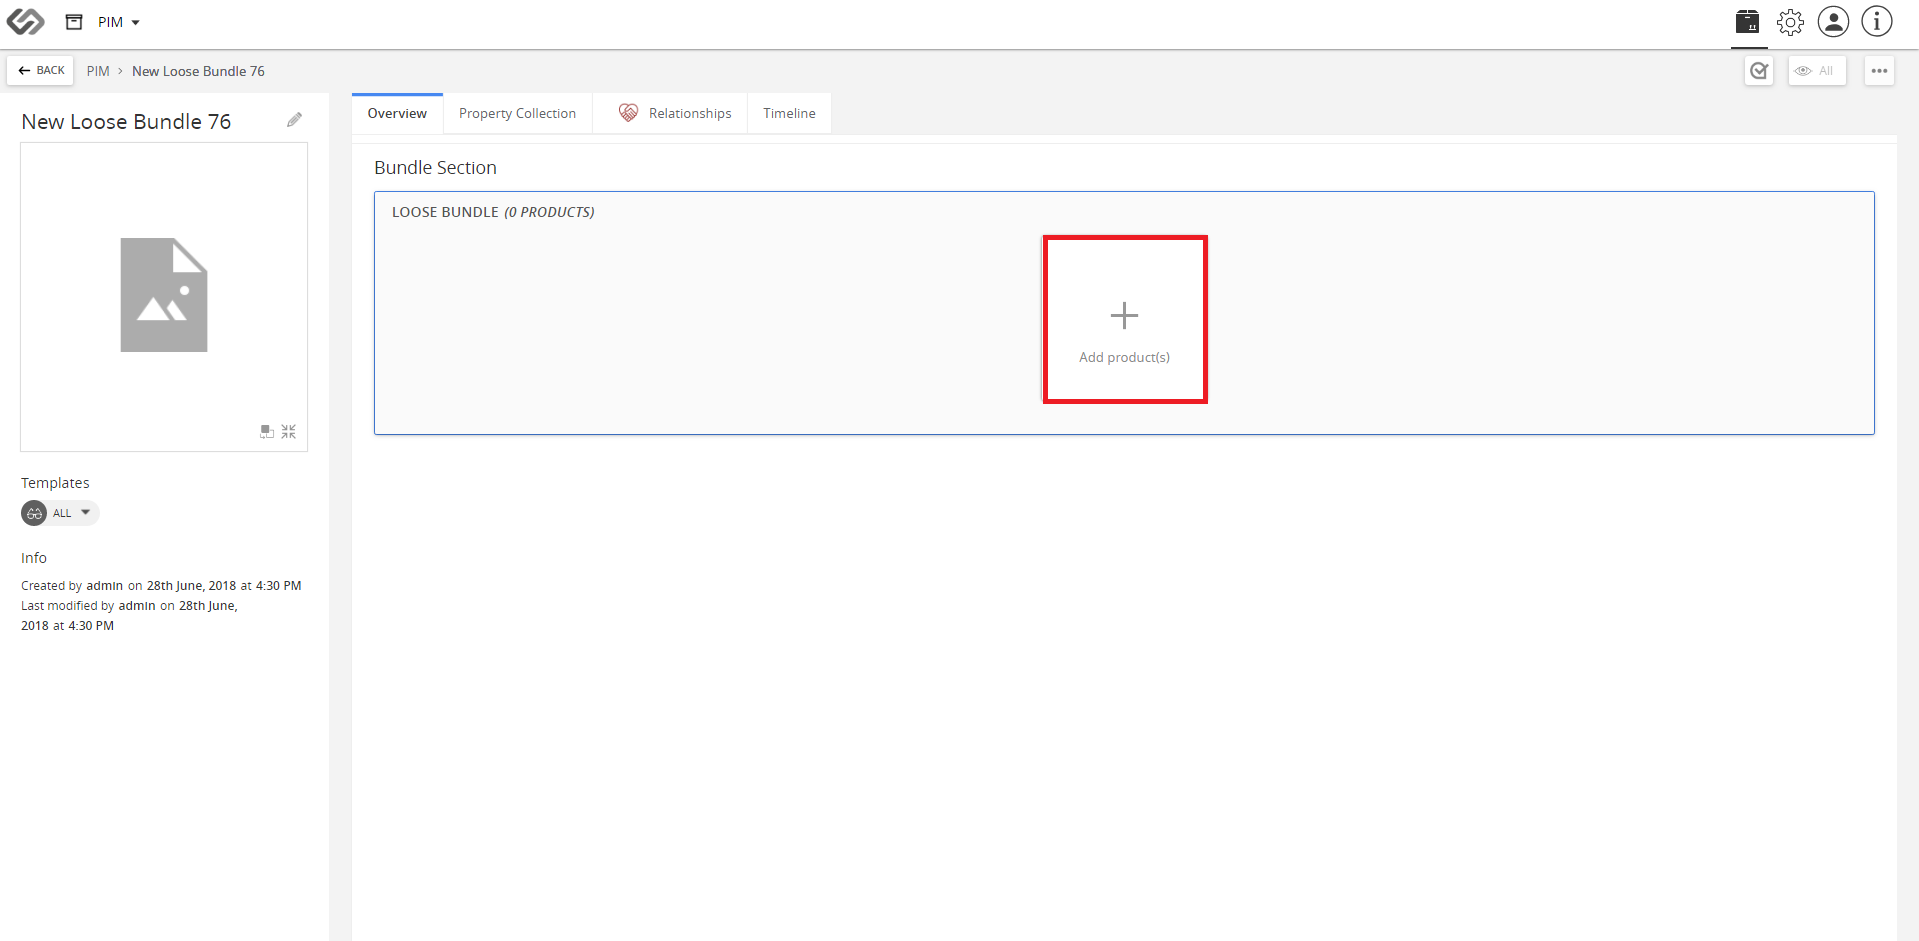 PIM
BACK
PIM > New Loose Bundle 76
All
New Loose Bundle 76
Templates
ALL
Info
Created by admin on 28th June, 2018 at 4:30 PM
Last modified by admin on 28th June,
2018 at 4:30 PM
Overview
Property Collection
Relationships
Timeline
Bundle Section
LOOSE BUNDLE (0 PRODUCTS)
Add product(s)